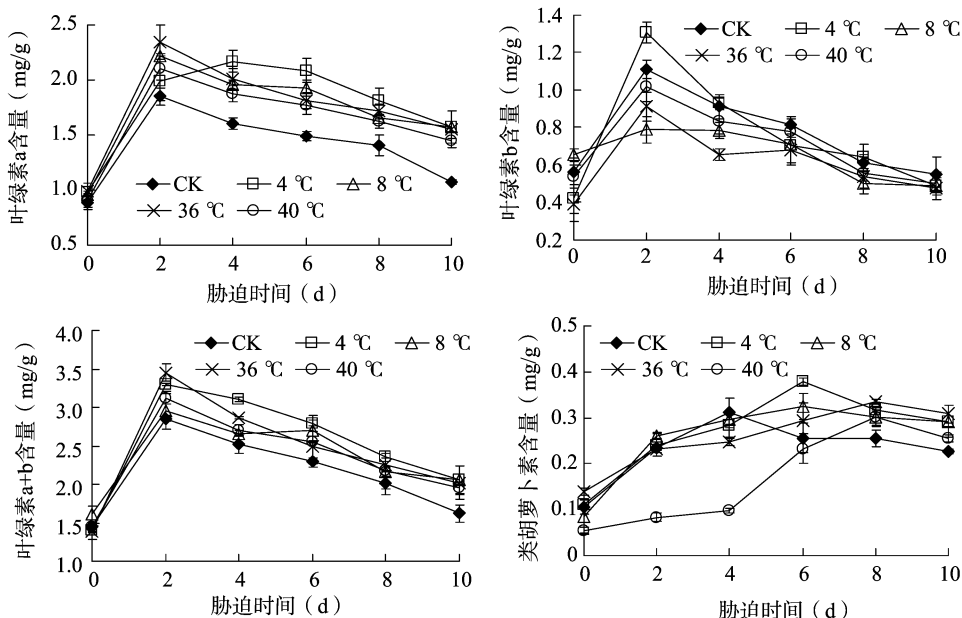 叶绿素a含量（mg/g）
2.5
2.0
1.5
1.0
0.5
CK 4 ℃ 8 ℃
36 ℃ 40 ℃
0 2 4 6 8 10
胁迫时间（d）
叶绿素b含量（mg/g）
1.4
1.2
1.0
0.8
0.6
0.4
0.2
CK 4 ℃ 8 ℃
36 ℃ 40 ℃
0 2 4 6 8 10
胁迫时间（d）
叶绿素a+b含量（mg/g）
4.0
3.5
3.0
2.5
2.0
1.5
1.0
CK 4 ℃ 8 ℃
36 ℃ 40 ℃
0 2 4 6 8 10
胁迫时间（d）
类胡萝卜素含量（mg/g）
0.5
0.4
0.3
0.2
0.1
0
CK 4 ℃ 8 ℃
36 ℃ 40 ℃
0 2 4 6 8 10
胁迫时间（d）